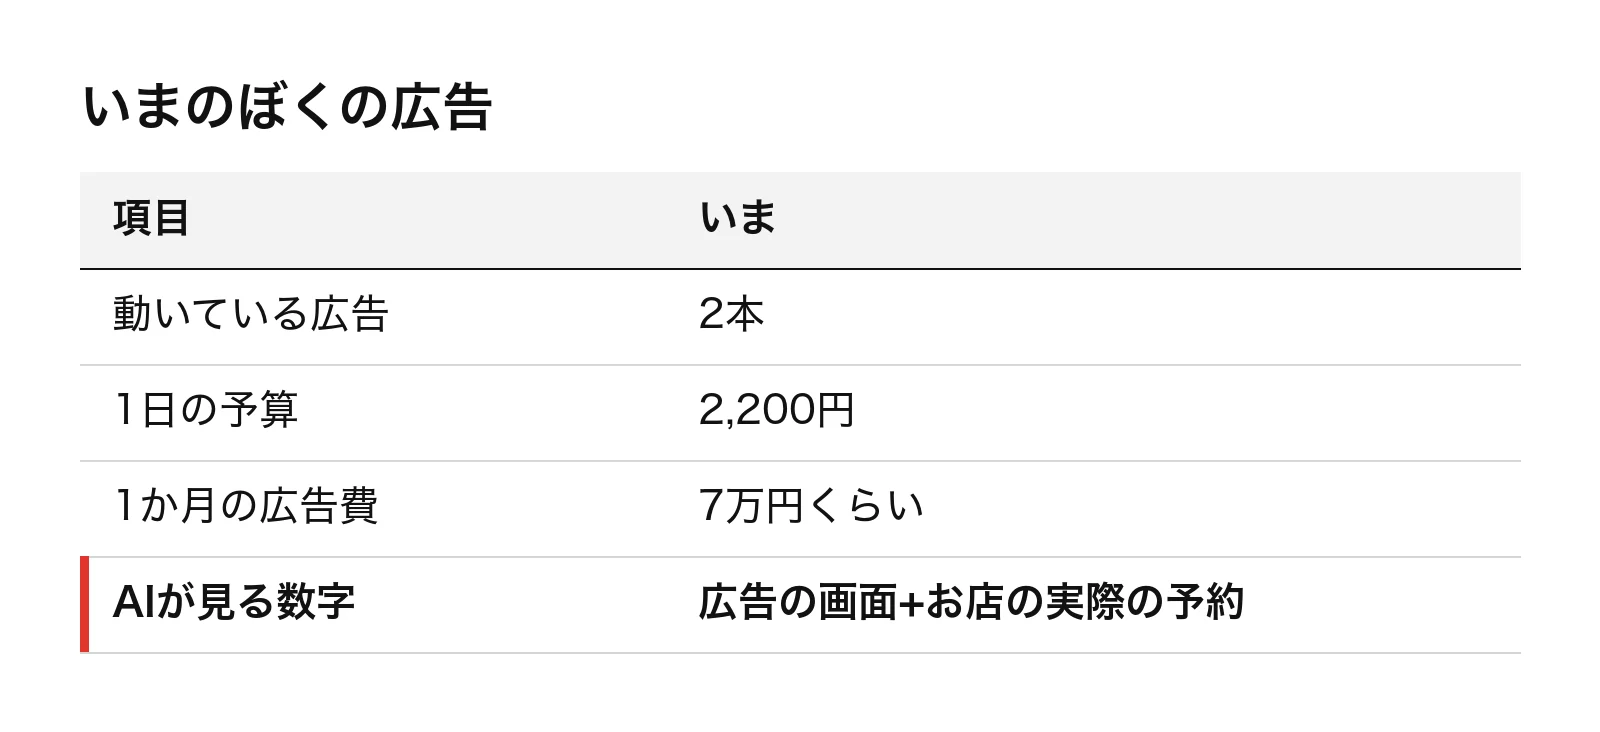 いまのぼくの広告
項目 いま
動いている広告 2本
1日の予算 2,200円
1か月の広告費 7万円くらい
AIが見る数字 広告の画面+お店の実際の予約